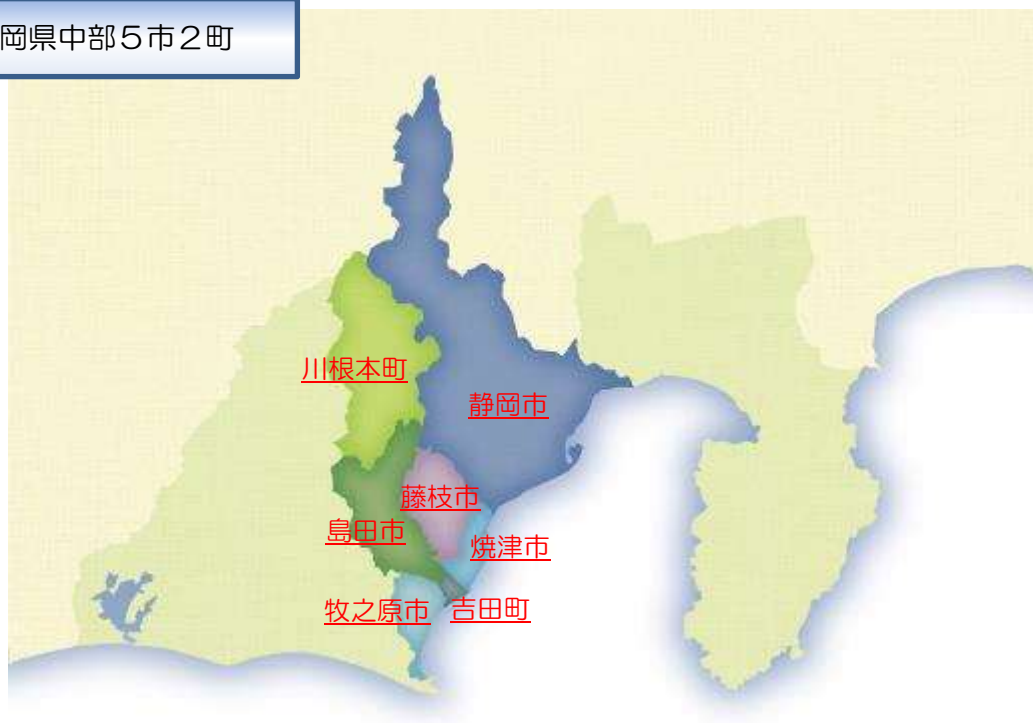 岡県中部5市2町
川根本町
静岡市
藤枝市
島田市
焼津市
牧之原市
吉田町